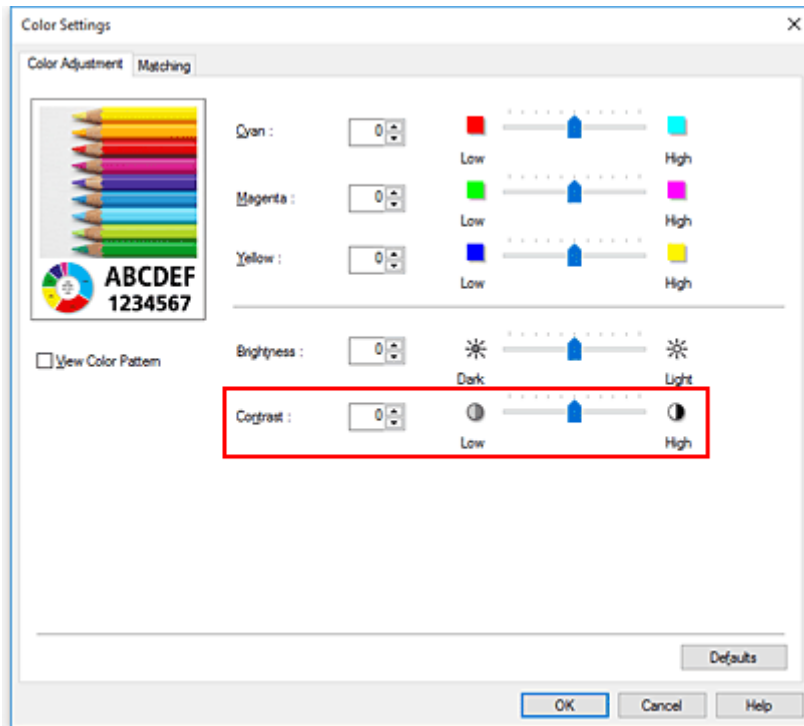 Color Settings
Color Adjustment Matching
Cyan : 0
Low High
Magenta : 0
Low High
Yellow : 0
Low High
ABCDEF
1234567
View Color Pattern
Brightness : 0
Dark Light
Contrast : 0
Low High
Defaults
OK Cancel Help